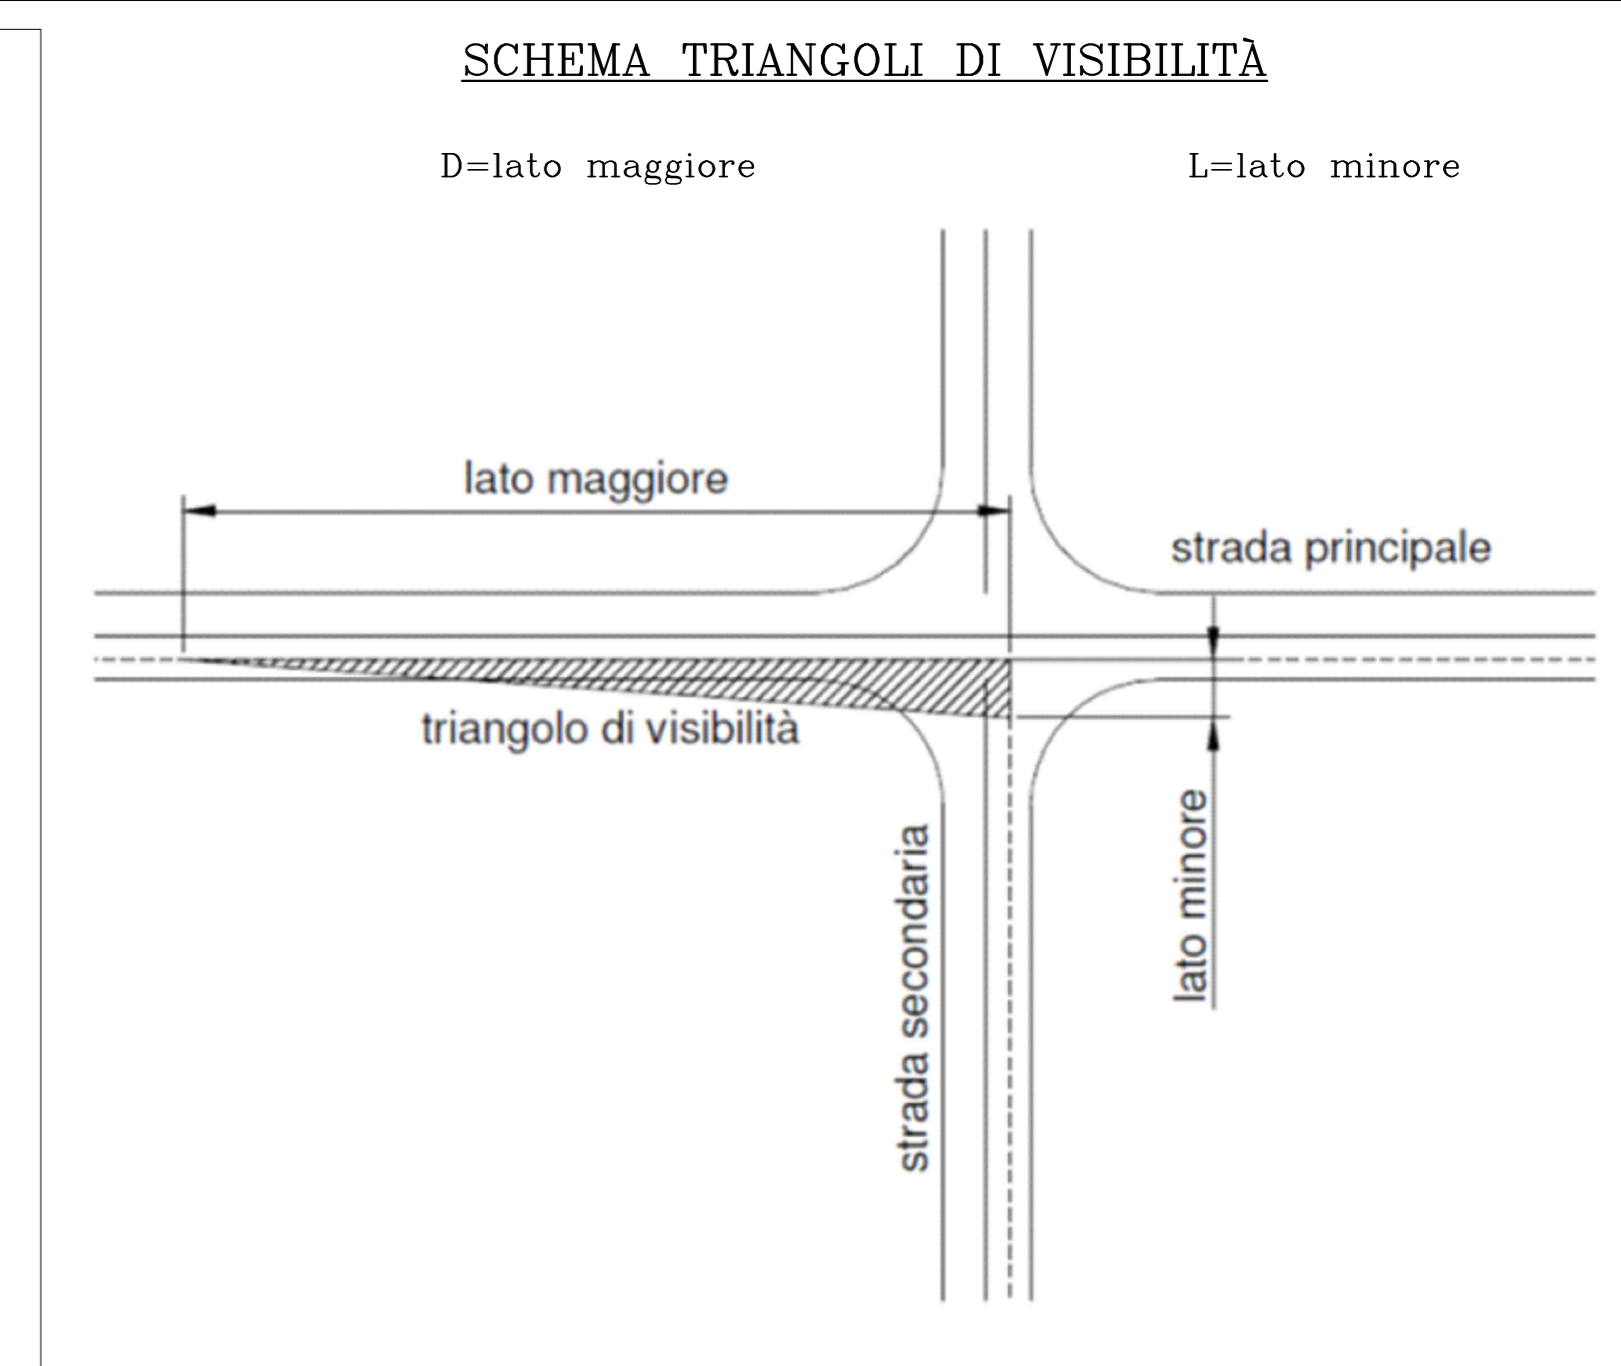 SCHEMA TRIANGOLI DI VISIBILITÀ
D=lato maggiore
L=lato minore
lato maggiore
strada principale
triangolo di visibilità
lato minore
strada secondaria